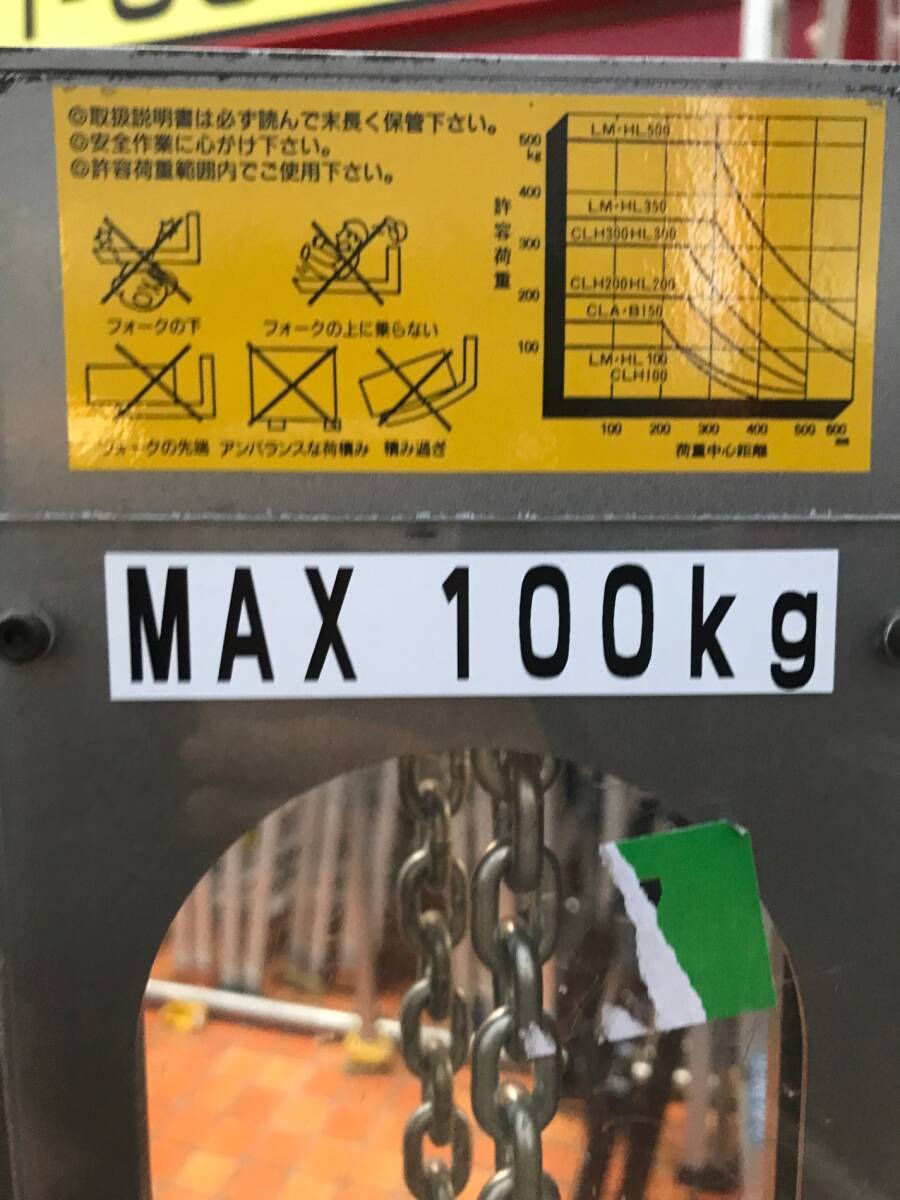 ◎取扱説明書は必ず読んで末長く保管下さい。
◎安全作業に心がけ下さい。
◎許容荷重範囲内でご使用下さい。
フォークの下
フォークの上に乗らない
フォークの先端
アンバランスな荷積み
積み過ぎ
許容荷重
500
kg
400
300
200
100
LM・HL500
LM・HL350
CLH300HL300
CLH200HL200
CLA・B150
LM・HL100
CLH100
100 200 300 400 500 600
mm
荷重中心距離
MAX 100kg